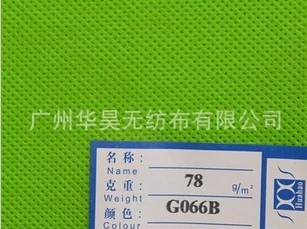 广州华昊无纺布有限公司
名称:
Name
克重: 78 g/m²
Weight
颜色: G066B
Colour
Huahao